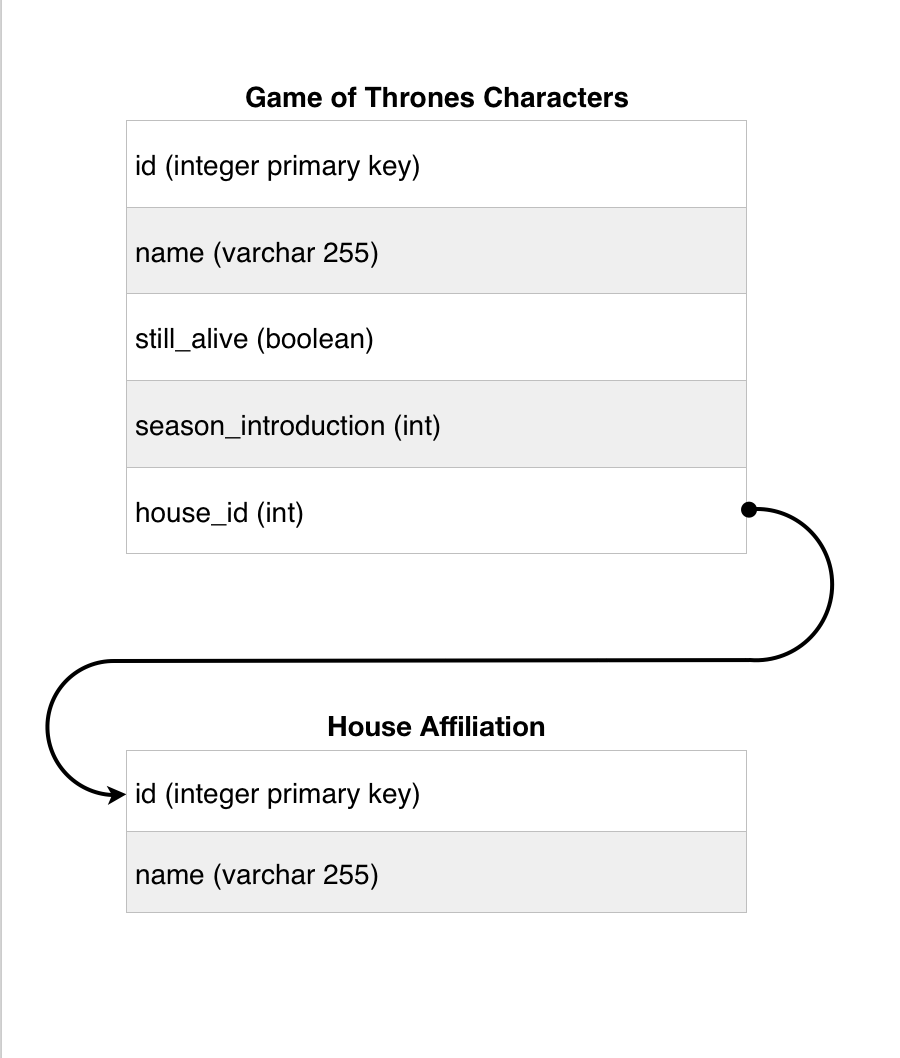 Game of Thrones Characters
id (integer primary key)
name (varchar 255)
still_alive (boolean)
season_introduction (int)
house_id (int)
House Affiliation
id (integer primary key)
name (varchar 255)